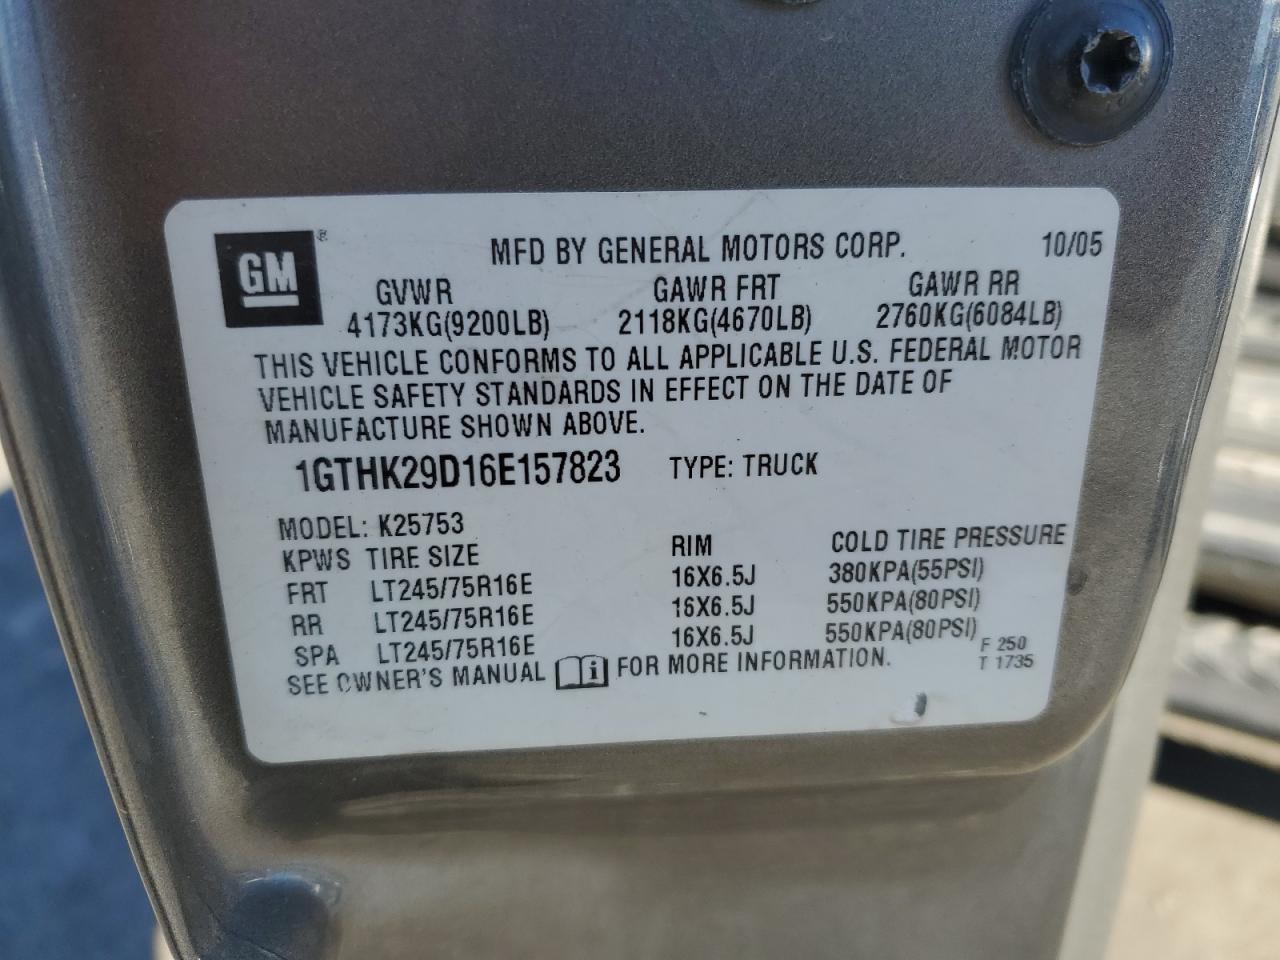 GM ®
MFD BY GENERAL MOTORS CORP. 10/05
GVWR GAWR FRT GAWR RR
4173KG(9200LB) 2118KG(4670LB) 2760KG(6084LB)
THIS VEHICLE CONFORMS TO ALL APPLICABLE U.S. FEDERAL MOTOR
VEHICLE SAFETY STANDARDS IN EFFECT ON THE DATE OF
MANUFACTURE SHOWN ABOVE.
1GTHK29D16E157823 TYPE: TRUCK
MODEL: K25753
KPWS TIRE SIZE RIM COLD TIRE PRESSURE
FRT LT245/75R16E 16X6.5J 380KPA(55PSI)
RR LT245/75R16E 16X6.5J 550KPA(80PSI)
SPA LT245/75R16E 16X6.5J 550KPA(80PSI)
SEE OWNER'S MANUAL i FOR MORE INFORMATION.
F 250
T 1735